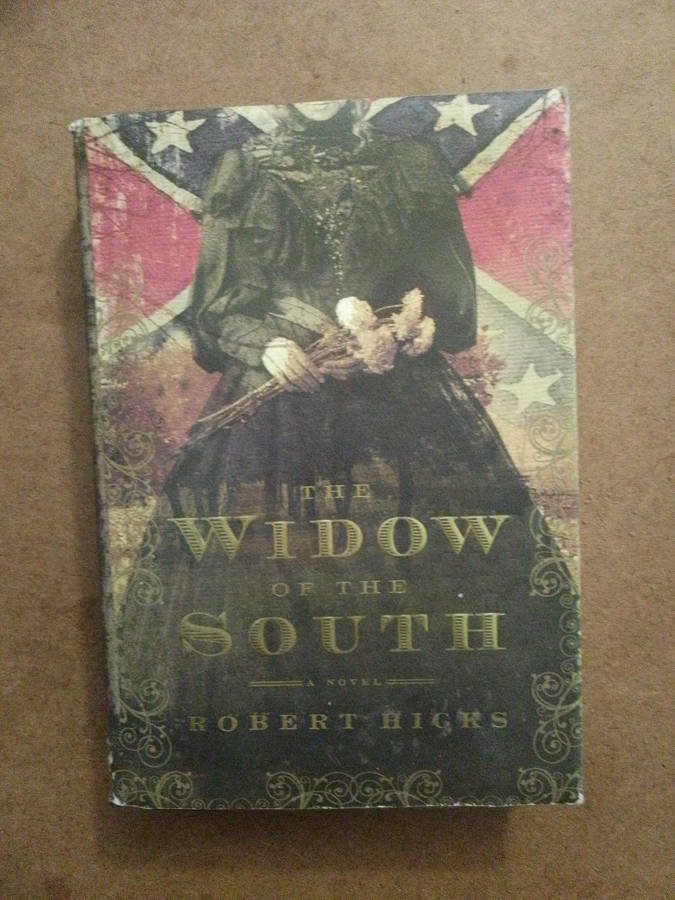 THE
WIDOW
OF THE
SOUTH
A NOVEL
ROBERT HICKS